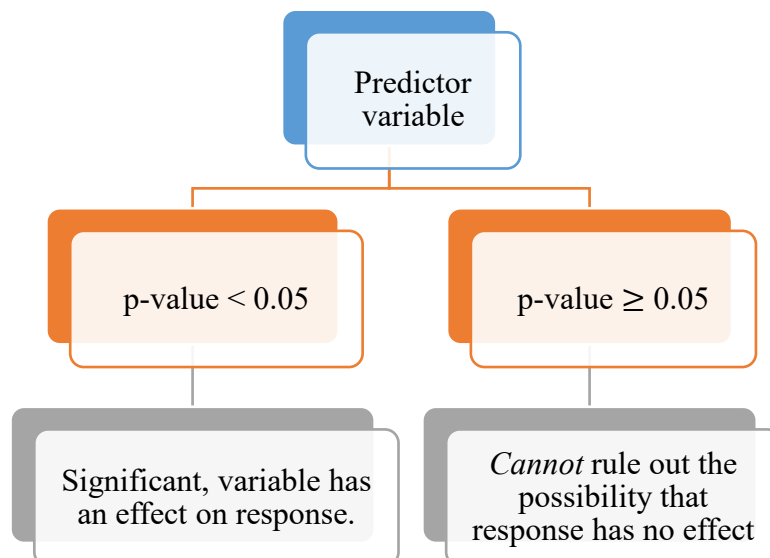 Predictor
variable
p-value < 0.05
p-value ≥ 0.05
Significant, variable has
an effect on response.
Cannot rule out the
possibility that
response has no effect